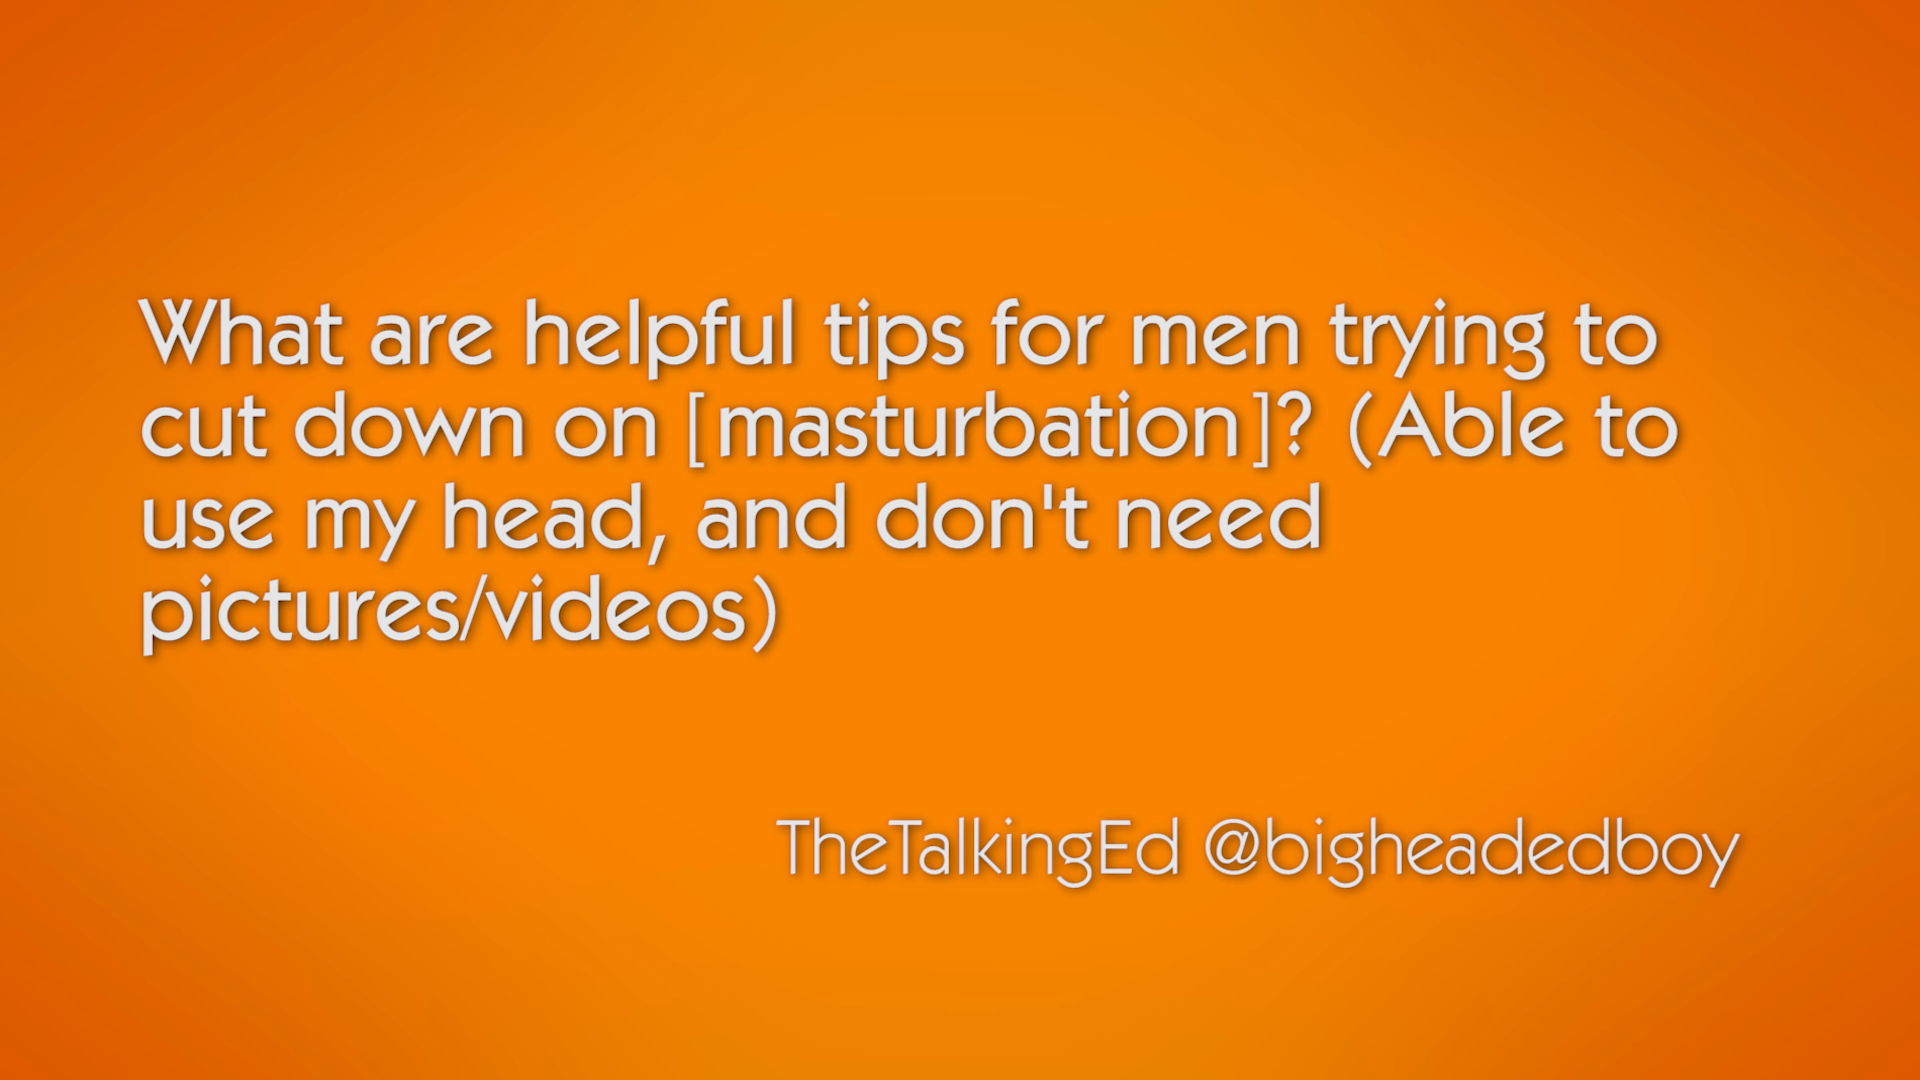 What are helpful tips for men trying to
cut down on [masturbation]? (Able to
use my head, and don't need
pictures/videos)
TheTalkingEd @bigheadedboy